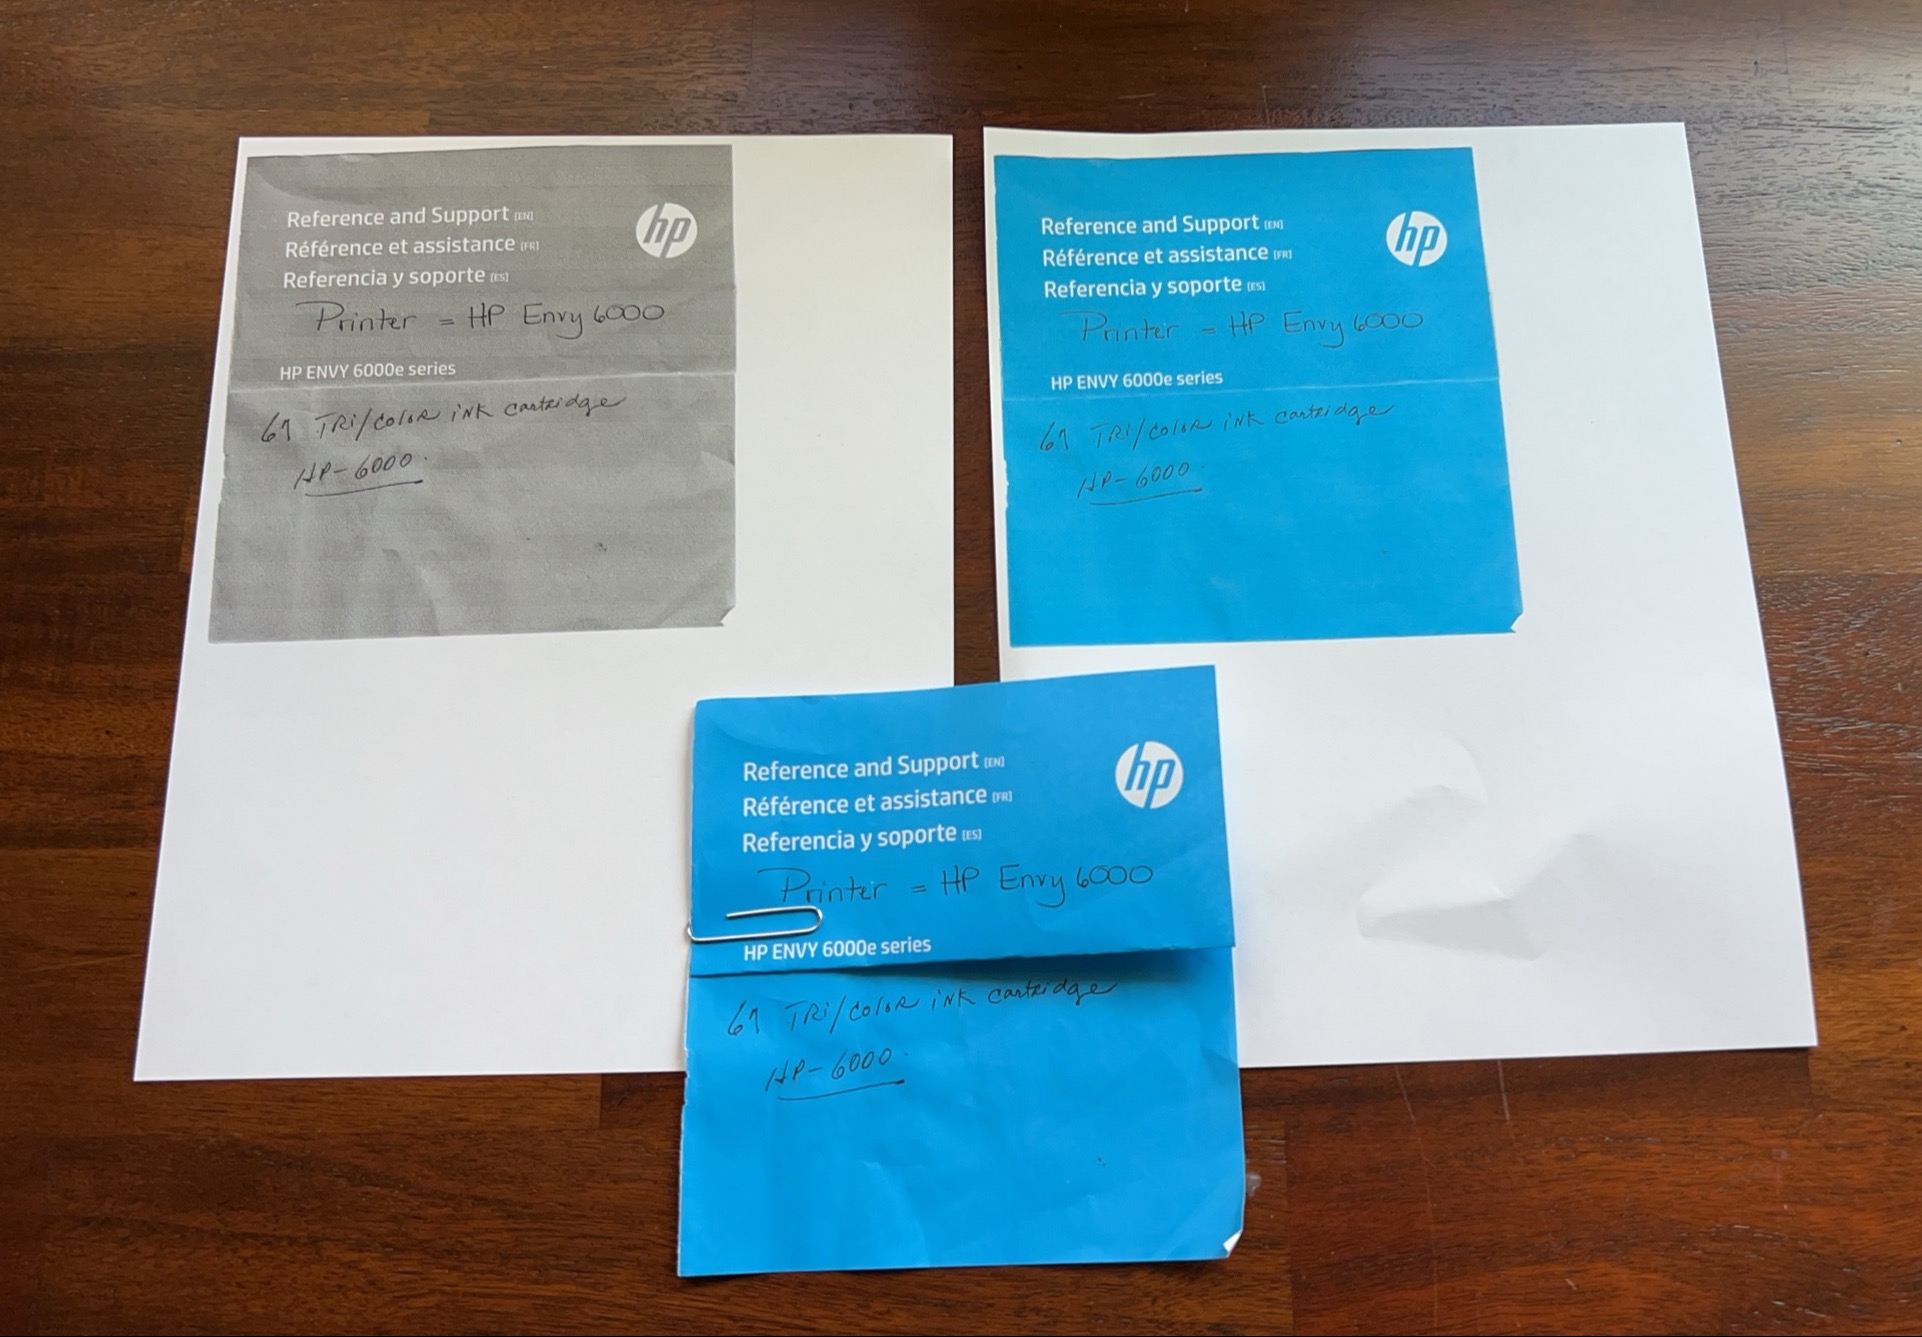 Reference and Support [EN]
Référence et assistance [FR]
Referencia y soporte [ES]
hp
Printer = HP Envy 6000
HP ENVY 6000e series
67 TRi/COLOR iNK cartridge
HP-6000.
Reference and Support [EN]
Référence et assistance [FR]
Referencia y soporte [ES]
hp
Printer = HP Envy 6000
HP ENVY 6000e series
67 TRi/COLOR iNK cartridge
HP-6000.
Reference and Support [EN]
Référence et assistance [FR]
Referencia y soporte [ES]
hp
Printer = HP Envy 6000
HP ENVY 6000e series
67 TRi/COLOR iNK cartridge
HP-6000.